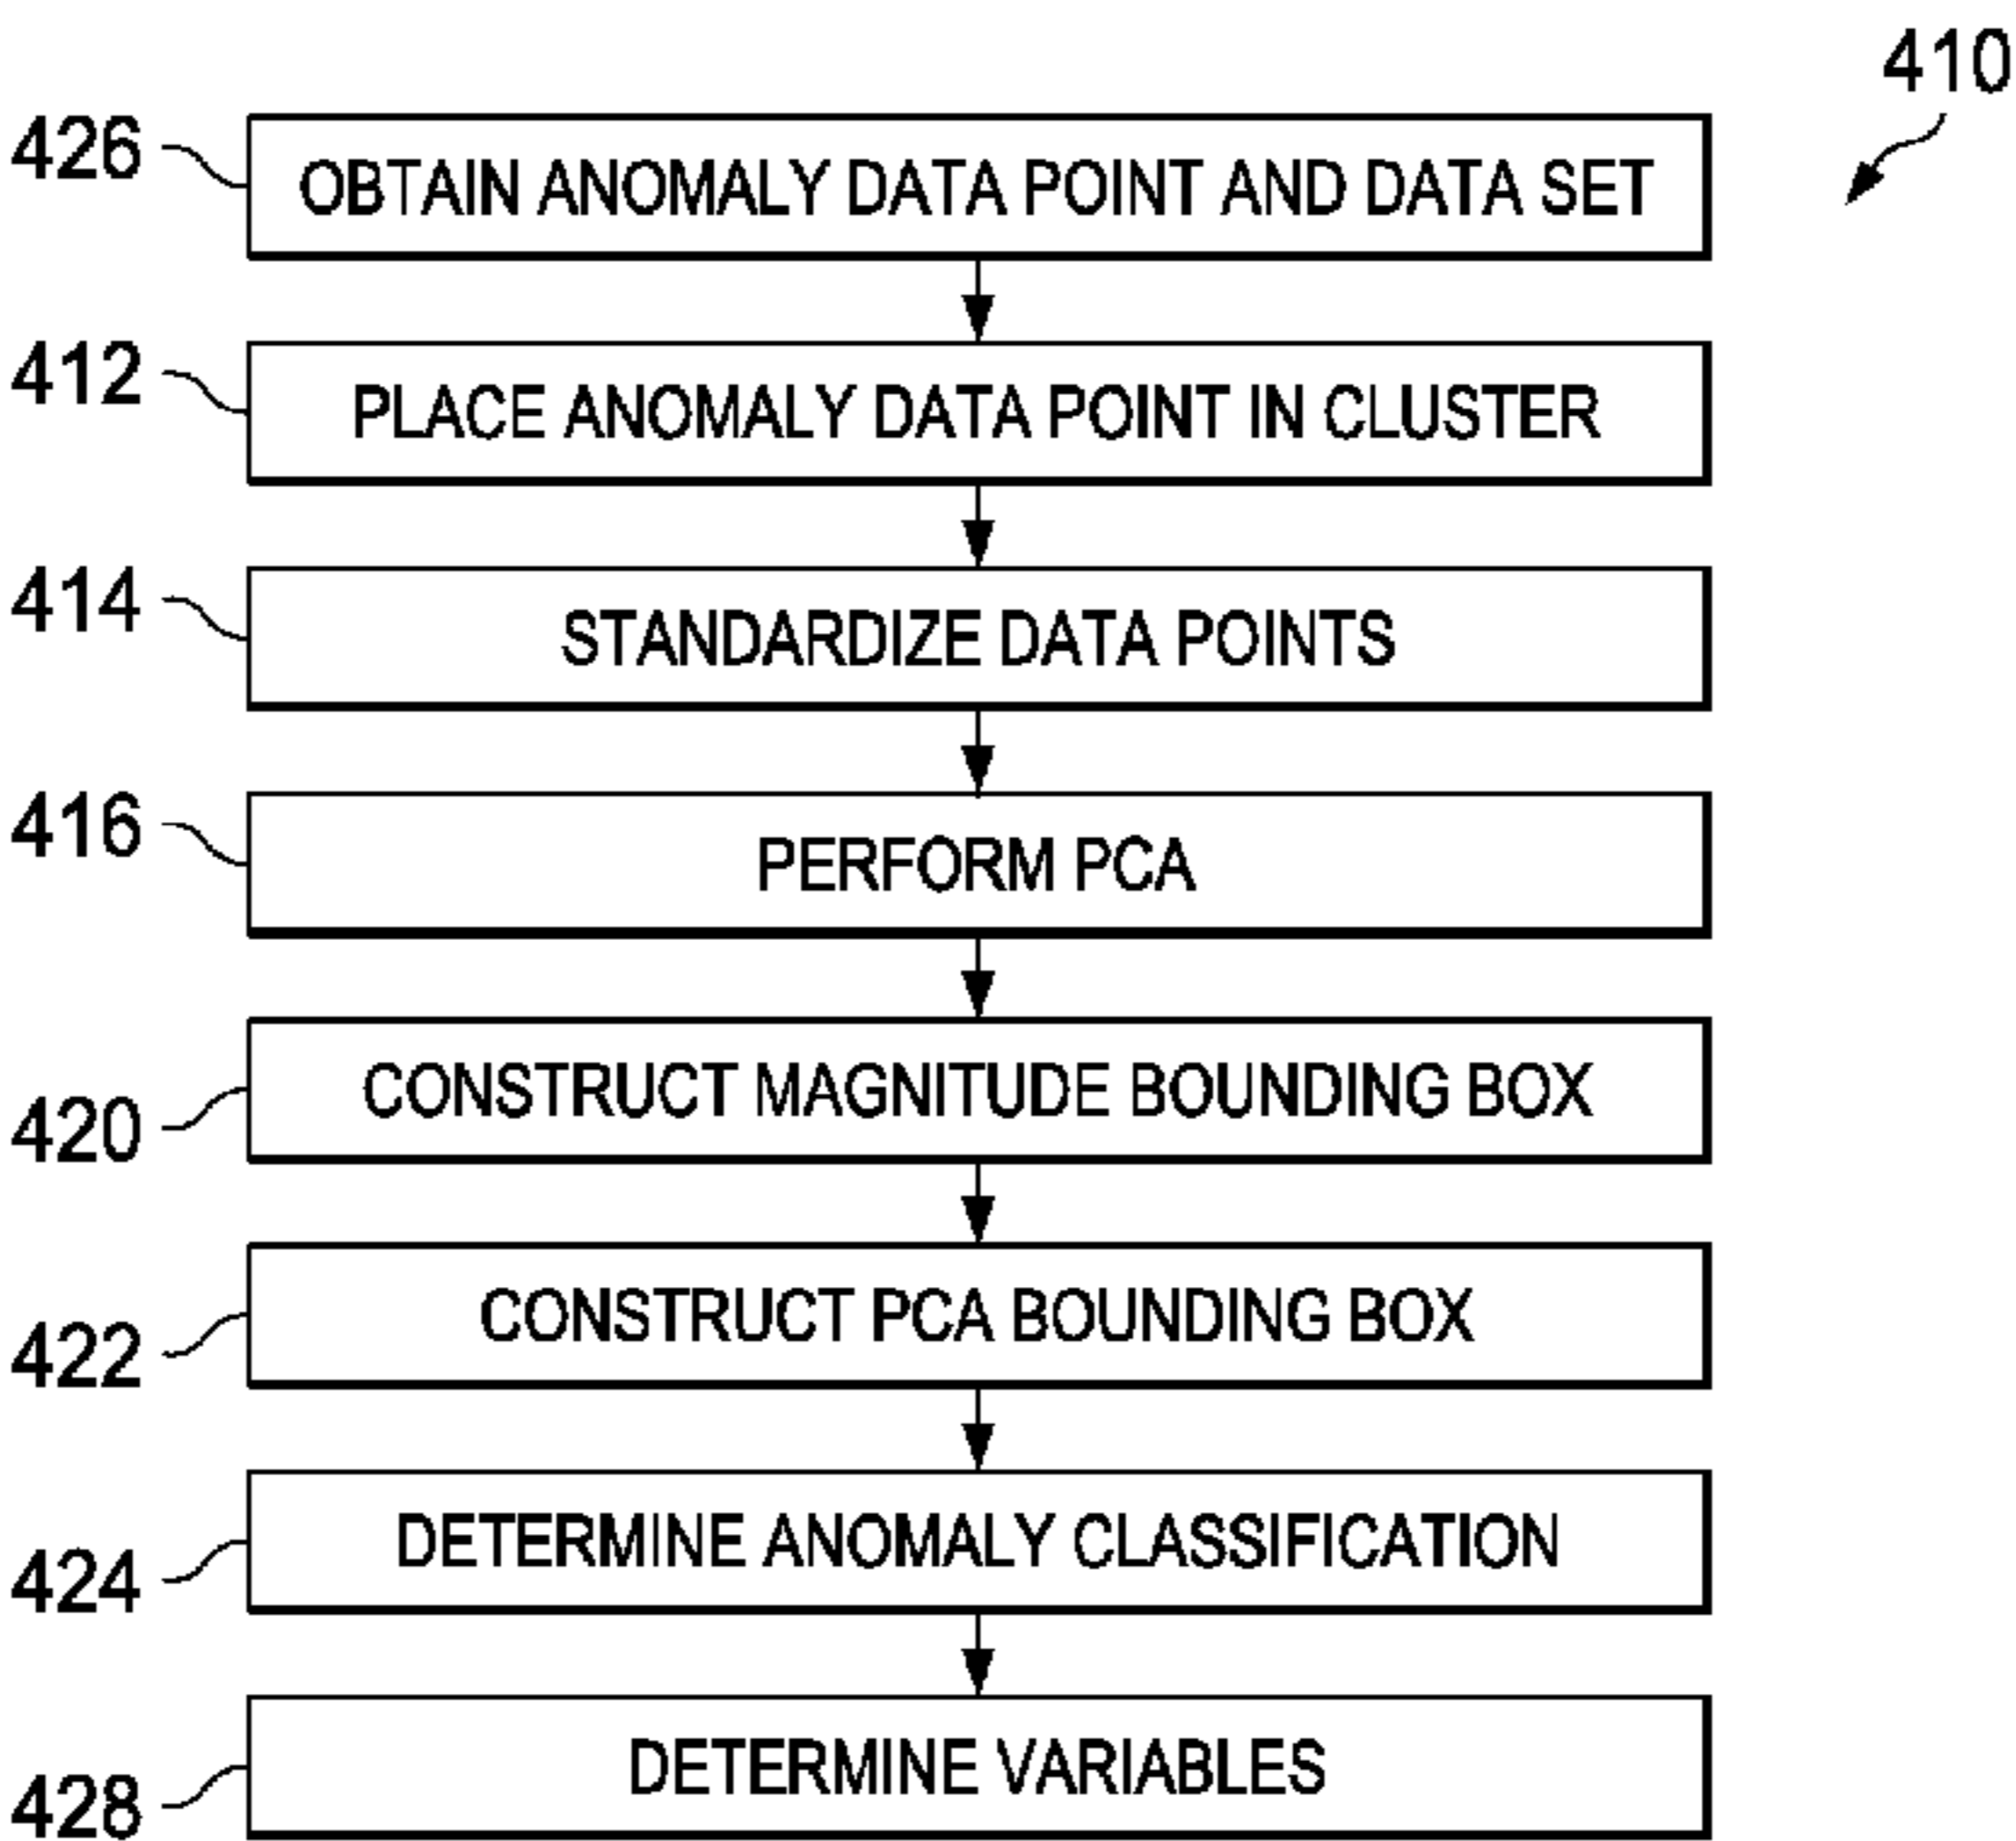 410
426 OBTAIN ANOMALY DATA POINT AND DATA SET
412 PLACE ANOMALY DATA POINT IN CLUSTER
414 STANDARDIZE DATA POINTS
416 PERFORM PCA
420 CONSTRUCT MAGNITUDE BOUNDING BOX
422 CONSTRUCT PCA BOUNDING BOX
424 DETERMINE ANOMALY CLASSIFICATION
428 DETERMINE VARIABLES